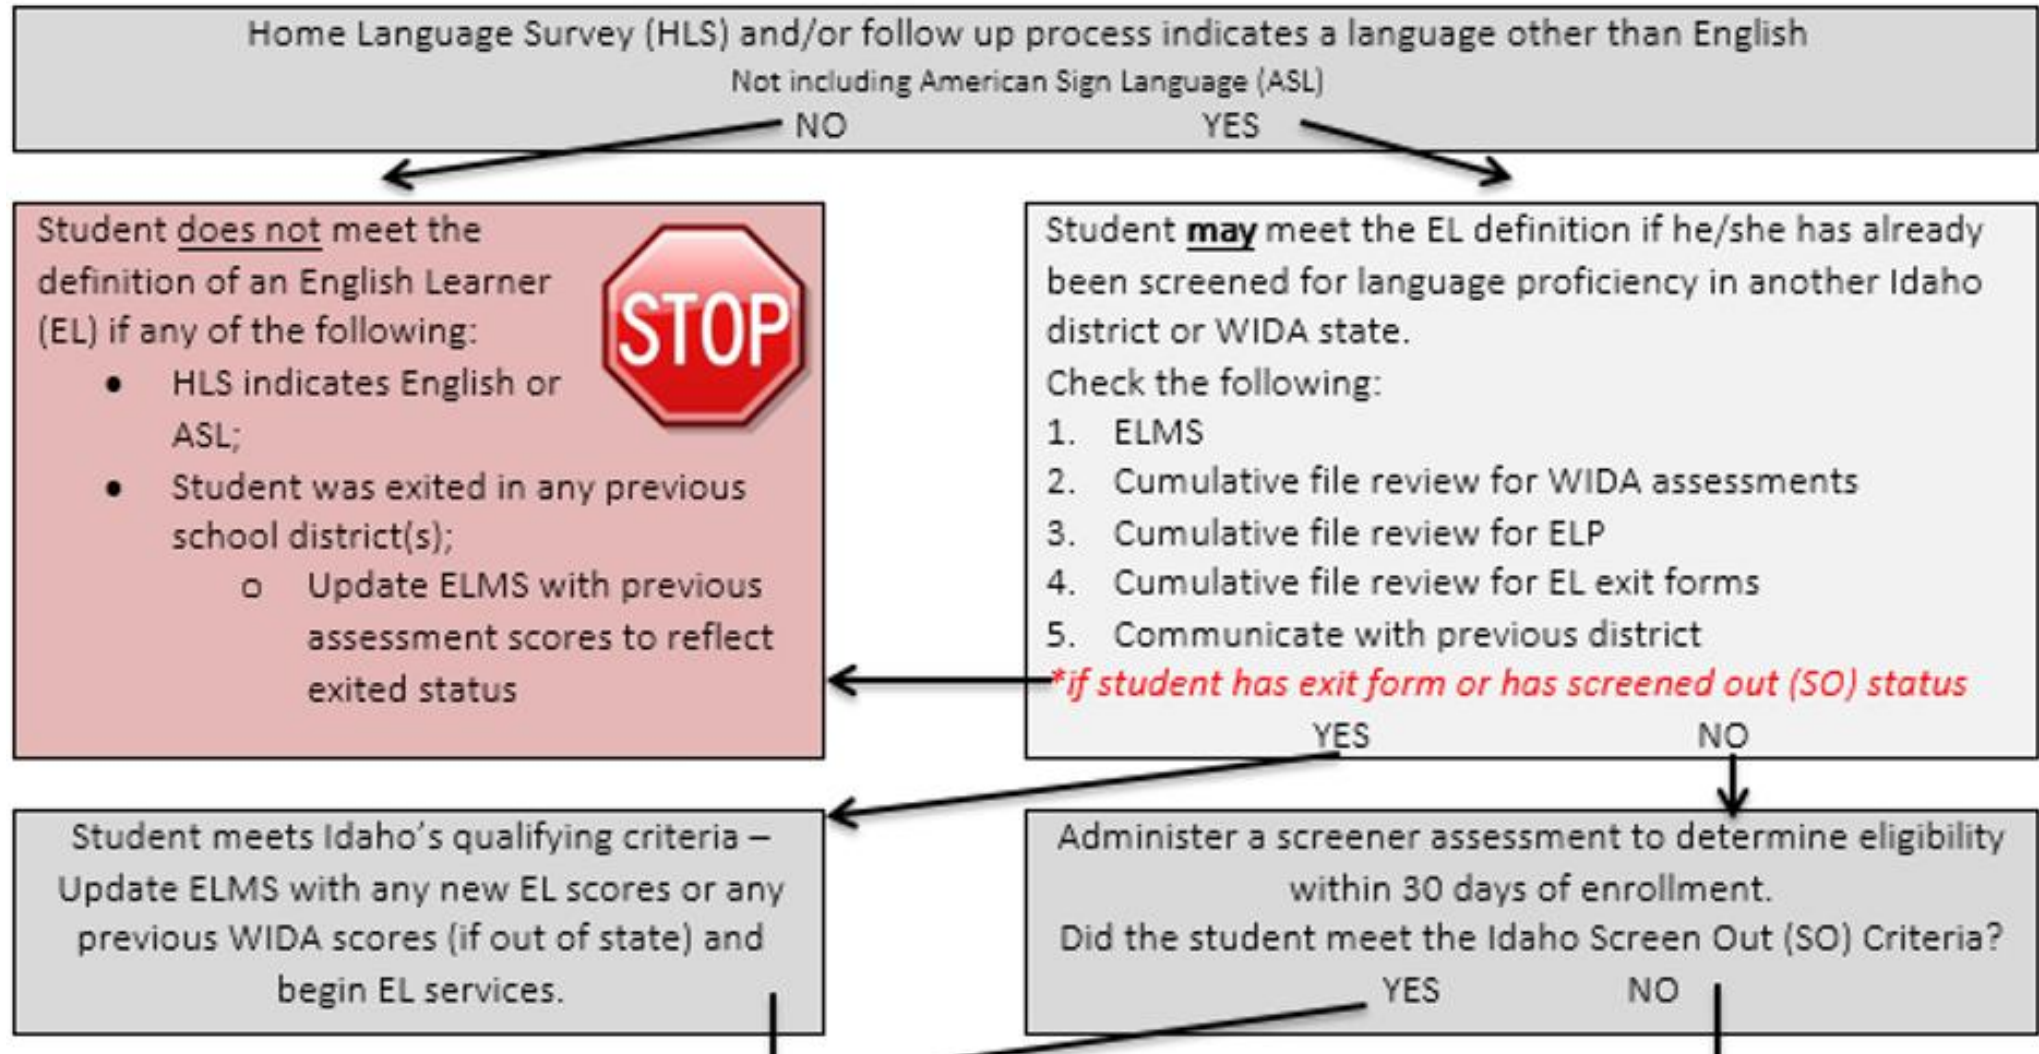 Home Language Survey (HLS) and/or follow up process indicates a language other than English
Not including American Sign Language (ASL)
NO YES
Student does not meet the
definition of an English Learner
(EL) if any of the following:
● HLS indicates English or
ASL;
● Student was exited in any previous
school district(s);
o Update ELMS with previous
assessment scores to reflect
exited status
STOP
Student may meet the EL definition if he/she has already
been screened for language proficiency in another Idaho
district or WIDA state.
Check the following:
1. ELMS
2. Cumulative file review for WIDA assessments
3. Cumulative file review for ELP
4. Cumulative file review for EL exit forms
5. Communicate with previous district
*if student has exit form or has screened out (SO) status
YES NO
Student meets Idaho’s qualifying criteria –
Update ELMS with any new EL scores or any
previous WIDA scores (if out of state) and
begin EL services.
Administer a screener assessment to determine eligibility
within 30 days of enrollment.
Did the student meet the Idaho Screen Out (SO) Criteria?
YES NO